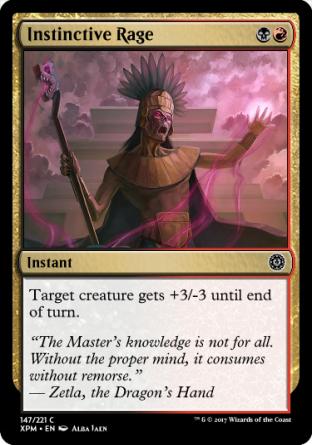 Instinctive Rage
Instant
Target creature gets +3/-3 until end
of turn.
“The Master's knowledge is not for all.
Without the proper mind, it consumes
without remorse.”
— Zetla, the Dragon's Hand
147/221 C
XPM • EN Alba Jaen
™ & © 2017 Wizards of the Coast